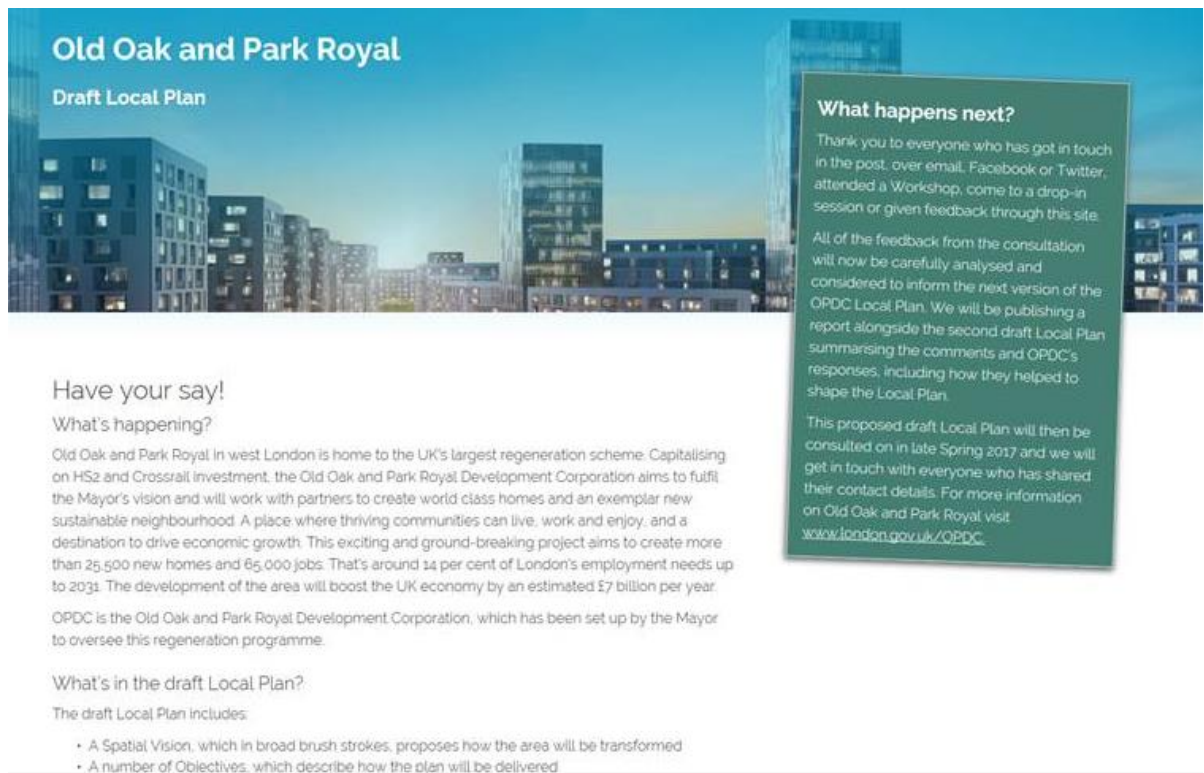 Old Oak and Park Royal
Draft Local Plan
What happens next?
Thank you to everyone who has got in touch
in the post, over email, Facebook or Twitter,
attended a Workshop, come to a drop-in
session or given feedback through this site.
All of the feedback from the consultation
will now be carefully analysed and
considered to inform the next version of the
OPDC Local Plan. We will be publishing a
report alongside the second draft Local Plan
summarising the comments and OPDC's
responses, including how they helped to
shape the Local Plan.
This proposed draft Local Plan will then be
consulted on in late Spring 2017 and we will
get in touch with everyone who has shared
their contact details. For more information
on Old Oak and Park Royal visit
www.london.gov.uk/OPDC.
Have your say!
What's happening?
Old Oak and Park Royal in west London is home to the UK's largest regeneration scheme. Capitalising
on HS2 and Crossrail investment, the Old Oak and Park Royal Development Corporation aims to fulfil
the Mayor's vision and will work with partners to create world class homes and an exemplar new
sustainable neighbourhood. A place where thriving communities can live, work and enjoy, and a
destination to drive economic growth. This exciting and ground-breaking project aims to create more
than 25,500 new homes and 65,000 jobs. That's around 14 per cent of London's employment needs up
to 2031. The development of the area will boost the UK economy by an estimated £7 billion per year.
OPDC is the Old Oak and Park Royal Development Corporation, which has been set up by the Mayor
to oversee this regeneration programme.
What's in the draft Local Plan?
The draft Local Plan includes:
• A Spatial Vision, which in broad brush strokes, proposes how the area will be transformed
• A number of Objectives, which describe how the plan will be delivered